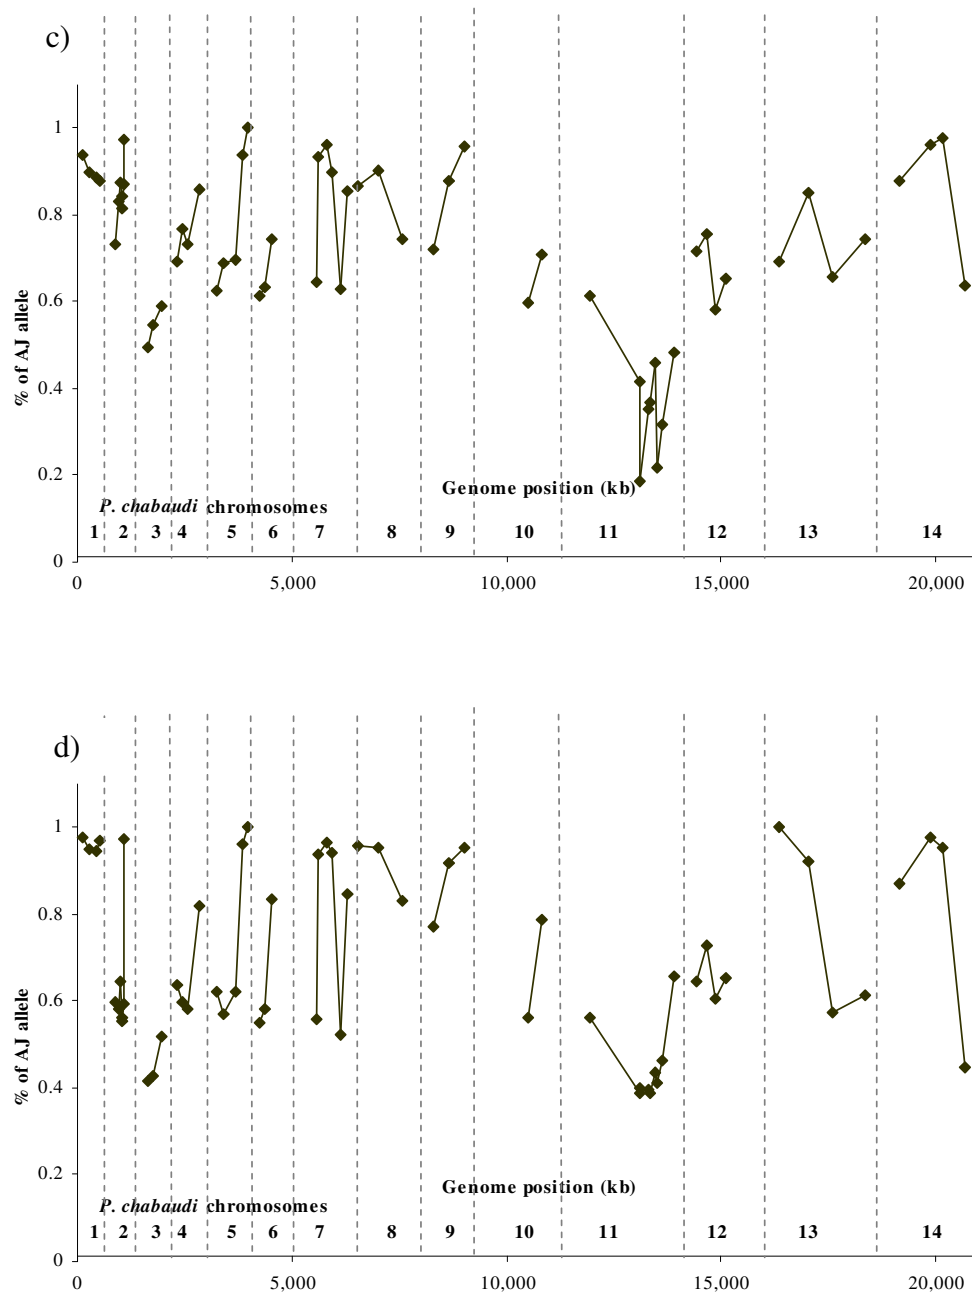 c)
1
0.8
0.6
0.4
0.2
0
% of AJ allele
Genome position (kb)
P. chabaudi chromosomes
1 2 3 4 5 6 7 8 9 10 11 12 13 14
0 5,000 10,000 15,000 20,000
d)
1
0.8
0.6
0.4
0.2
0
% of AJ allele
Genome position (kb)
P. chabaudi chromosomes
1 2 3 4 5 6 7 8 9 10 11 12 13 14
0 5,000 10,000 15,000 20,000